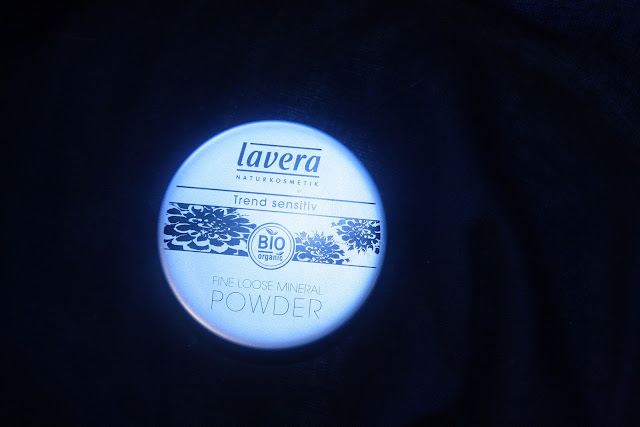 lavera
NATURKOSMETIK
Trend sensitiv
BIO
organic
FINE LOOSE MINERAL
POWDER